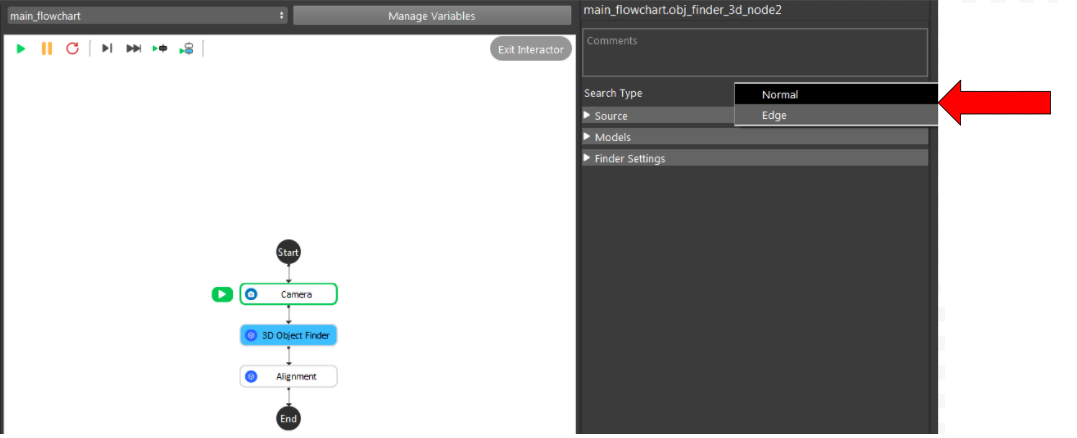 main_flowchart
Manage Variables
main_flowchart.obj_finder_3d_node2
Exit Interactor
Comments
Search Type
Normal
Edge
Source
Models
Finder Settings
Start
Camera
3D Object Finder
Alignment
End